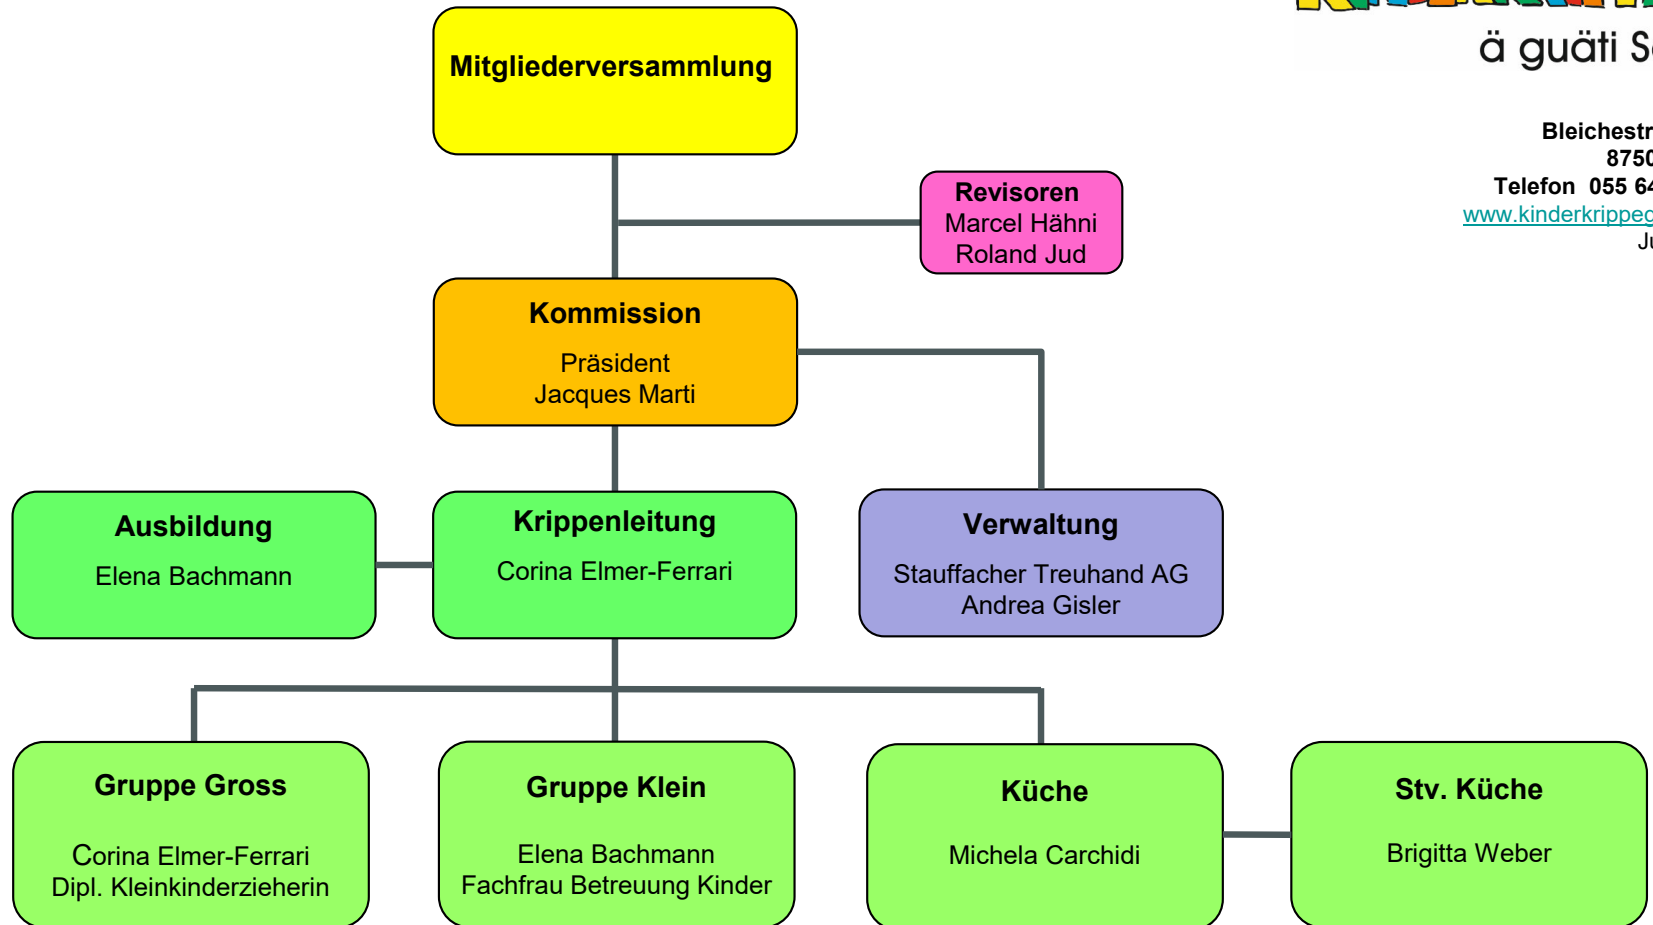 Mitgliederversammlung
ä guäti
Telefon 055
Revisoren
Marcel Hähni
Roland Jud
Kommission
Präsident
Jacques Marti
Ausbildung
Elena Bachmann
Krippenleitung
Corina Elmer-Ferrari
Verwaltung
Stauffacher Treuhand AG
Andrea Gisler
Gruppe Gross
Corina Elmer-Ferrari
Dipl. Kleinkinderzieherin
Gruppe Klein
Elena Bachmann
Fachfrau Betreuung Kinder
Küche
Michela Carchidi
Stv. Küche
Brigitta Weber